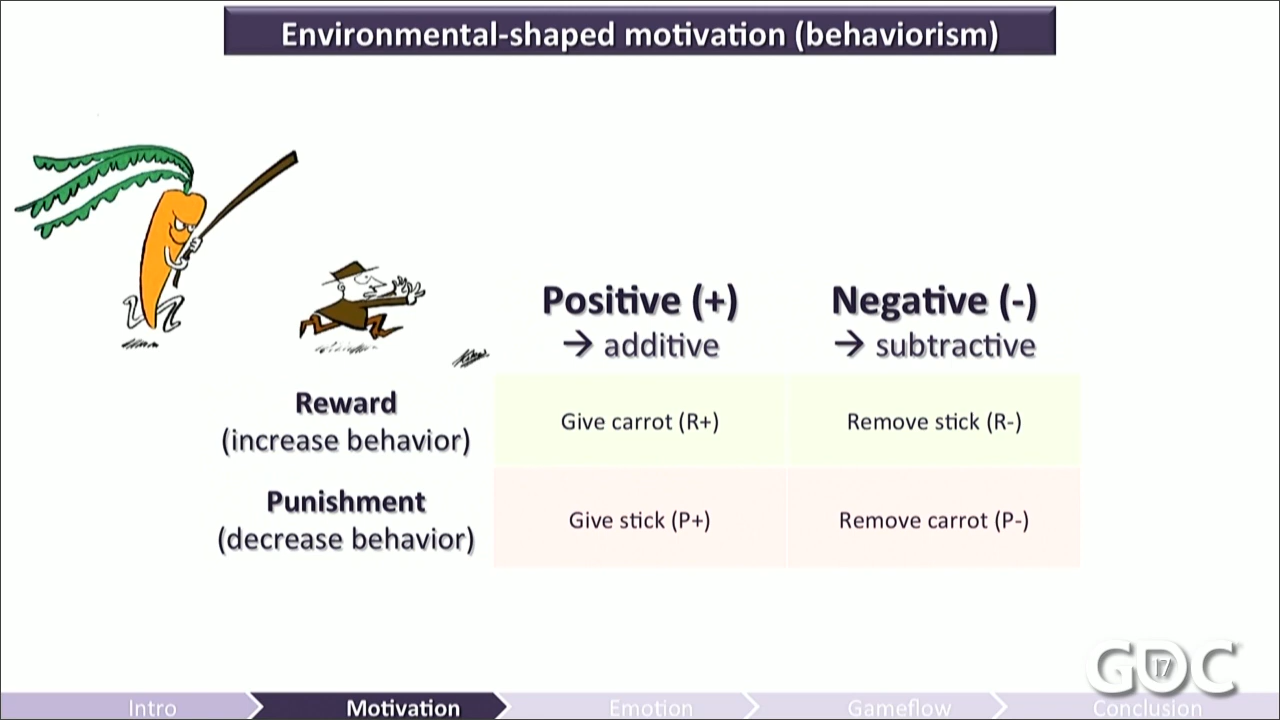 Environmental-shaped motivation (behaviorism)
Positive (+)
→ additive
Negative (-)
→ subtractive
Reward
(increase behavior)
Give carrot (R+)
Remove stick (R-)
Punishment
(decrease behavior)
Give stick (P+)
Remove carrot (P-)
GDC
17
Intro
Motivation
Emotion
Gameflow
Conclusion